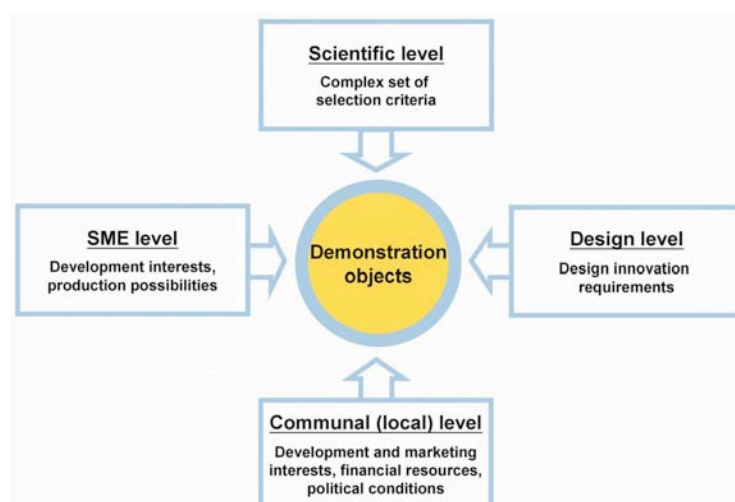 Scientific level
Complex set of
selection criteria
SME level
Development interests,
production possibilities
Demonstration
objects
Design level
Design innovation
requirements
Communal (local) level
Development and marketing
interests, financial resources,
political conditions